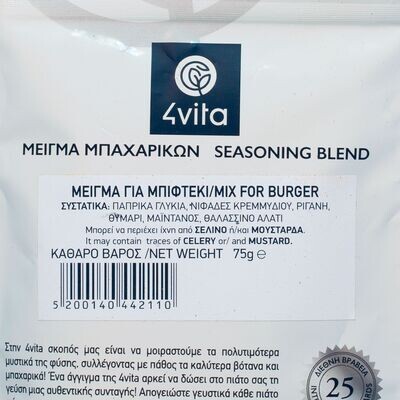 4vita
ΜΕΙΓΜΑ ΜΠΑΧΑΡΙΚΩΝ SEASONING BLEND
ΜΕΙΓΜΑ ΓΙΑ ΜΠΙΦΤΕΚΙ/MIX FOR BURGER
ΣΥΣΤΑΤΙΚΑ: ΠΑΠΡΙΚΑ ΓΛΥΚΙΑ, ΝΙΦΑΔΕΣ ΚΡΕΜΜΥΔΙΟΥ, ΡΙΓΑΝΗ,
ΘΥΜΑΡΙ, ΜΑΪΝΤΑΝΟΣ, ΘΑΛΑΣΣΙΝΟ ΑΛΑΤΙ
Μπορεί να περιέχει ίχνη από ΣΕΛΙΝΟ ή/και ΜΟΥΣΤΑΡΔΑ.
It may contain traces of CELERY or/ and MUSTARD.
ΚΑΘΑΡΟ ΒΑΡΟΣ /NET WEIGHT 75g ℮
5 200140 442110
Στην 4vita σκοπός μας είναι να μοιραστούμε τα πολυτιμότερα
μυστικά της φύσης, συλλέγοντας με πάθος τα καλύτερα βότανα και
μπαχαρικά! Ένα άγγιγμα της 4vita αρκεί να δώσει στο πιάτο σας τη
γεύση μιας αυθεντικής συνταγής! Απογειώστε γευστικά κάθε πιάτο
ΔΙΕΘΝΗ ΒΡΑΒΕΙΑ
25